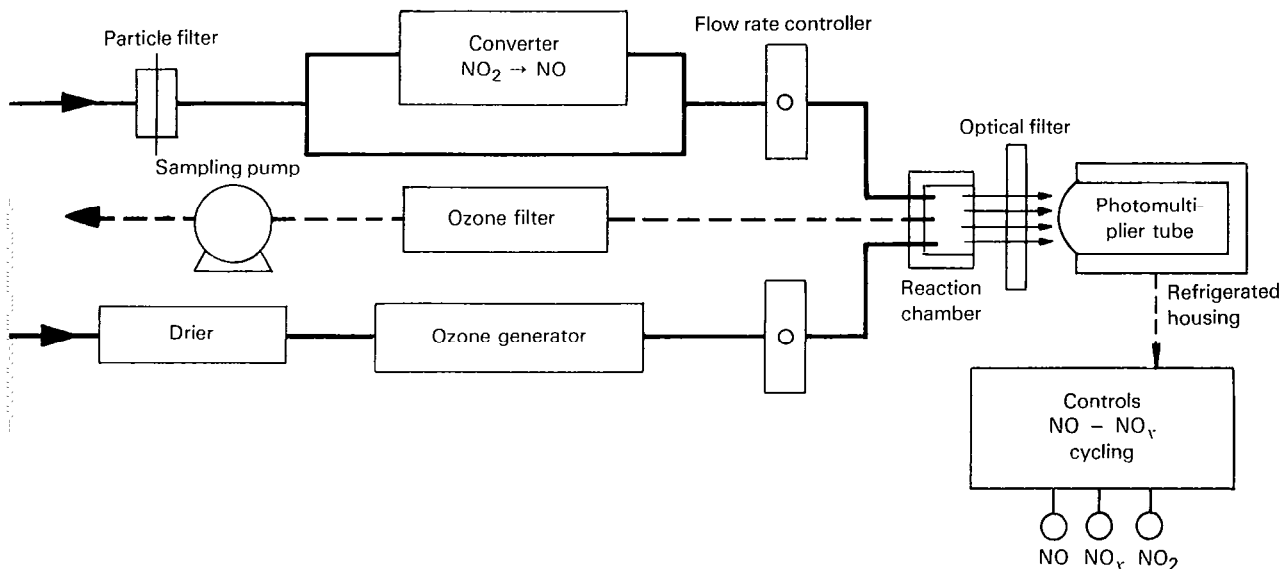 Particle filter
Converter
NO₂ → NO
Flow rate controller
Optical filter
Sampling pump
Ozone filter
Photomulti-
plier tube
Reaction
chamber
Refrigerated
housing
Drier
Ozone generator
Controls
NO – NOₓ
cycling
NO NOₓ NO₂